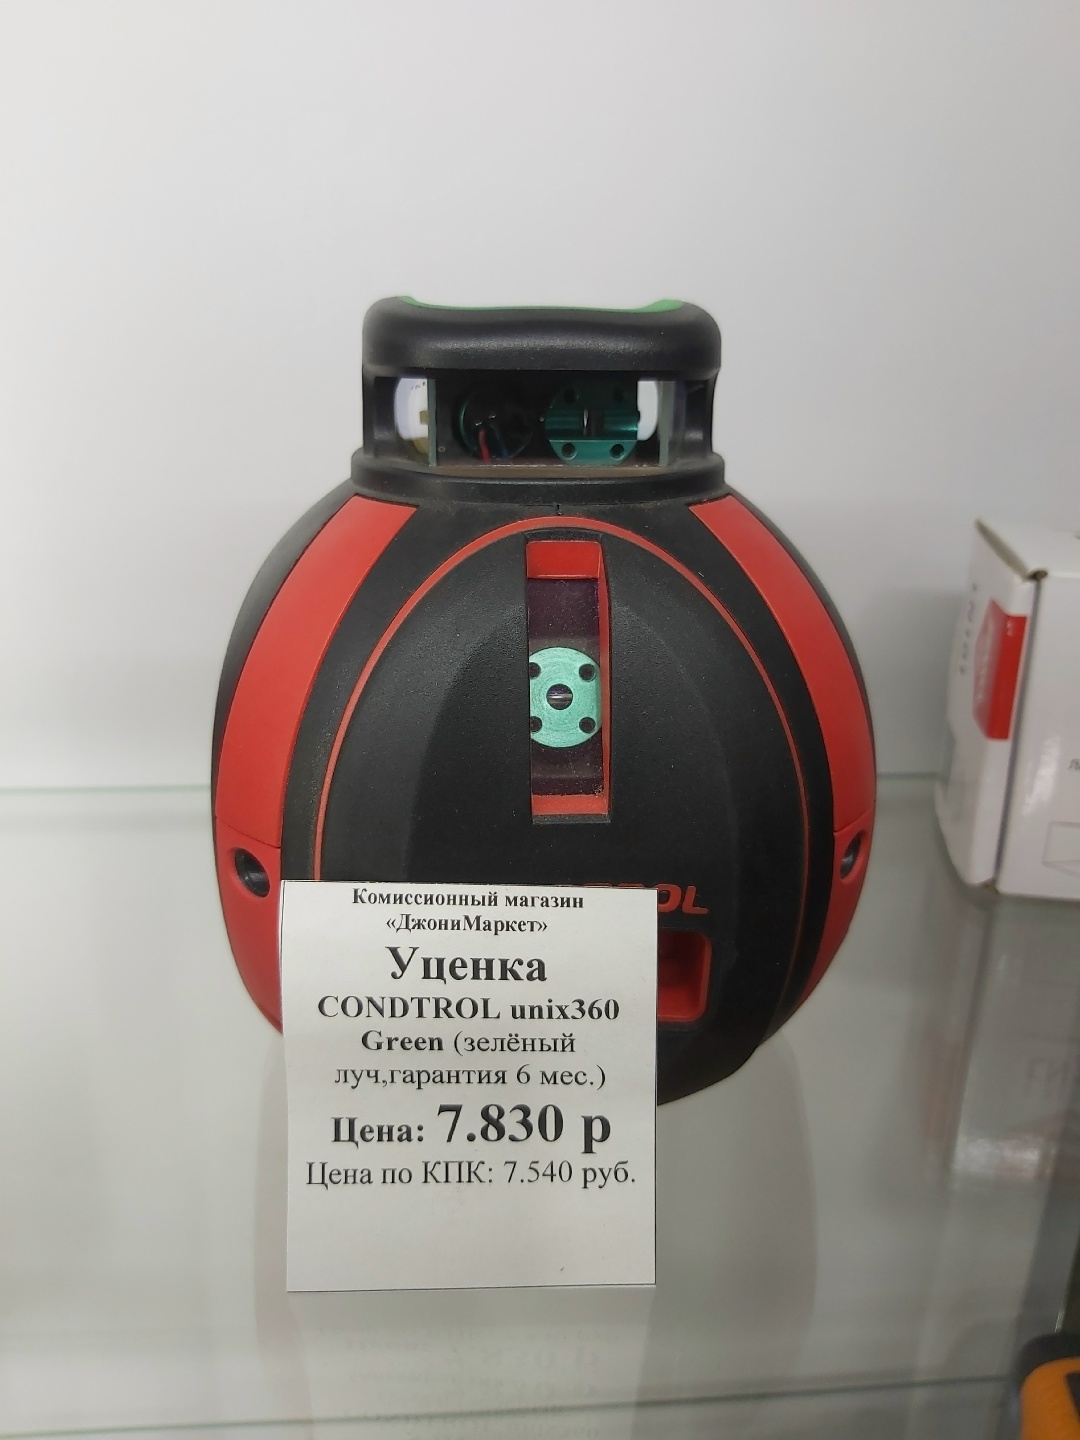 Комиссионный магазин
«ДжониМаркет»
Уценка
CONDTROL unix360
Green (зелёный
луч,гарантия 6 мес.)
Цена: 7.830 р
Цена по КПК: 7.540 руб.